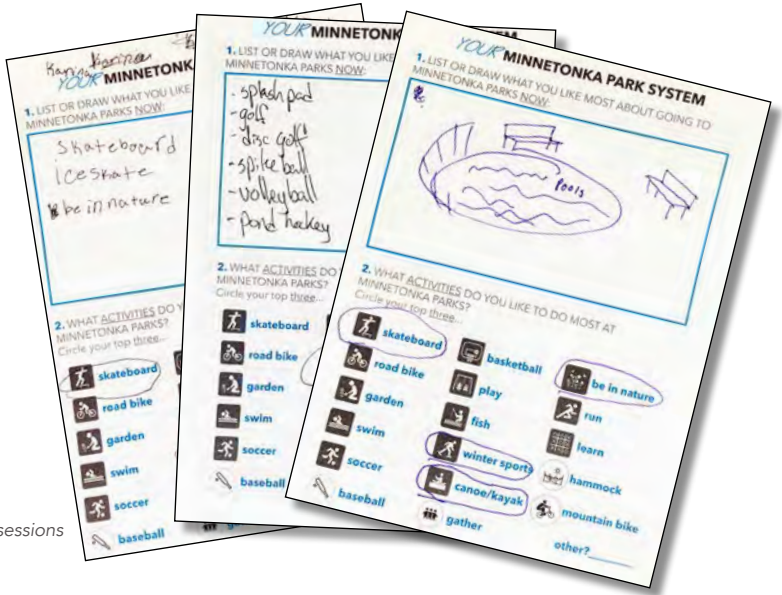 Karina Karina
YOUR MINNETONK
1. LIST OR DRAW WHAT YOU LIKE
MINNETONKA PARKS NOW:
Skateboard
iceskate
be in nature
2. WHAT ACTIVITIES DO Y
MINNETONKA PARKS?
Circle your top three...
skateboard
road bike
garden
swim
soccer
baseball
YOUR MINNETONK
1. LIST OR DRAW WHAT YOU LIKE
MINNETONKA PARKS NOW:
- splash pad
- golf
- disc golf
- spike ball
- volleyball
- pond hockey
2. WHAT ACTIVITIES DO
MINNETONKA PARKS?
Circle your top three...
skateboard
road bike
garden
swim
soccer
baseball
YOUR MINNETONKA PARK SYSTEM
1. LIST OR DRAW WHAT YOU LIKE MOST ABOUT GOING TO
MINNETONKA PARKS NOW:
Pools
2. WHAT ACTIVITIES DO YOU LIKE TO DO MOST AT
MINNETONKA PARKS?
Circle your top three...
skateboard
road bike
garden
swim
soccer
baseball
basketball
play
fish
winter sports
canoe/kayak
gather
be in nature
run
learn
hammock
mountain bike
other?______
sessions